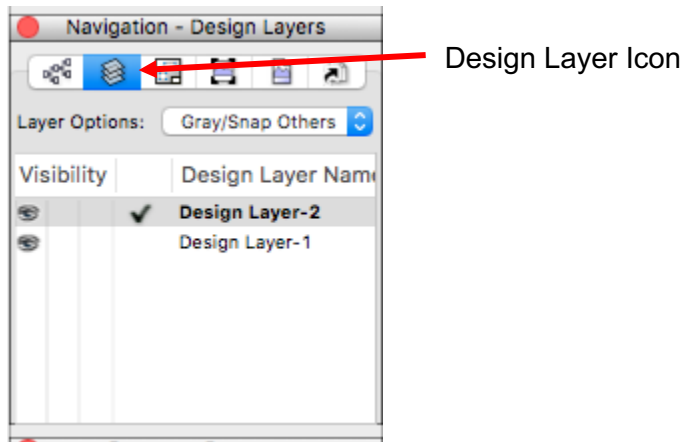 Navigation - Design Layers
Design Layer Icon
Layer Options: Gray/Snap Others
Visibility Design Layer Nam
Design Layer-2
Design Layer-1